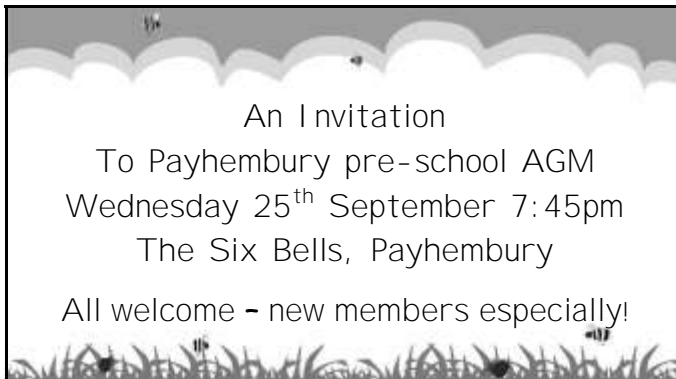 An Invitation
To Payhembury pre-school AGM
Wednesday 25th September 7:45pm
The Six Bells, Payhembury
All welcome – new members especially!